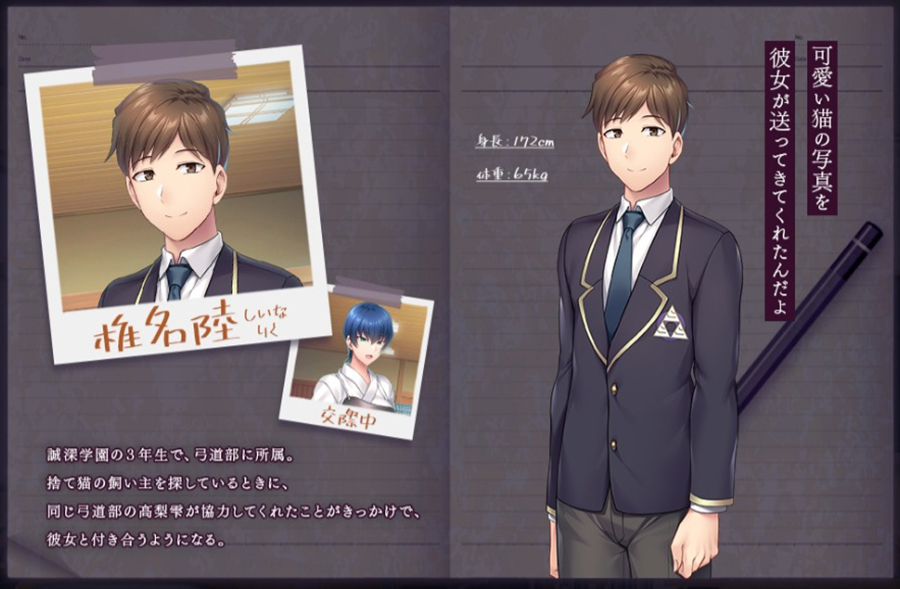 No.
Date
椎名陸
しいな
りく
交際中
誠深学園の3年生で、弓道部に所属。
捨て猫の飼い主を探しているときに、
同じ弓道部の高梨雫が協力してくれたことがきっかけで、
彼女と付き合うようになる。
身長:172cm
体重:65kg
No.
可愛い猫の写真を
彼女が送ってきてくれたんだよ